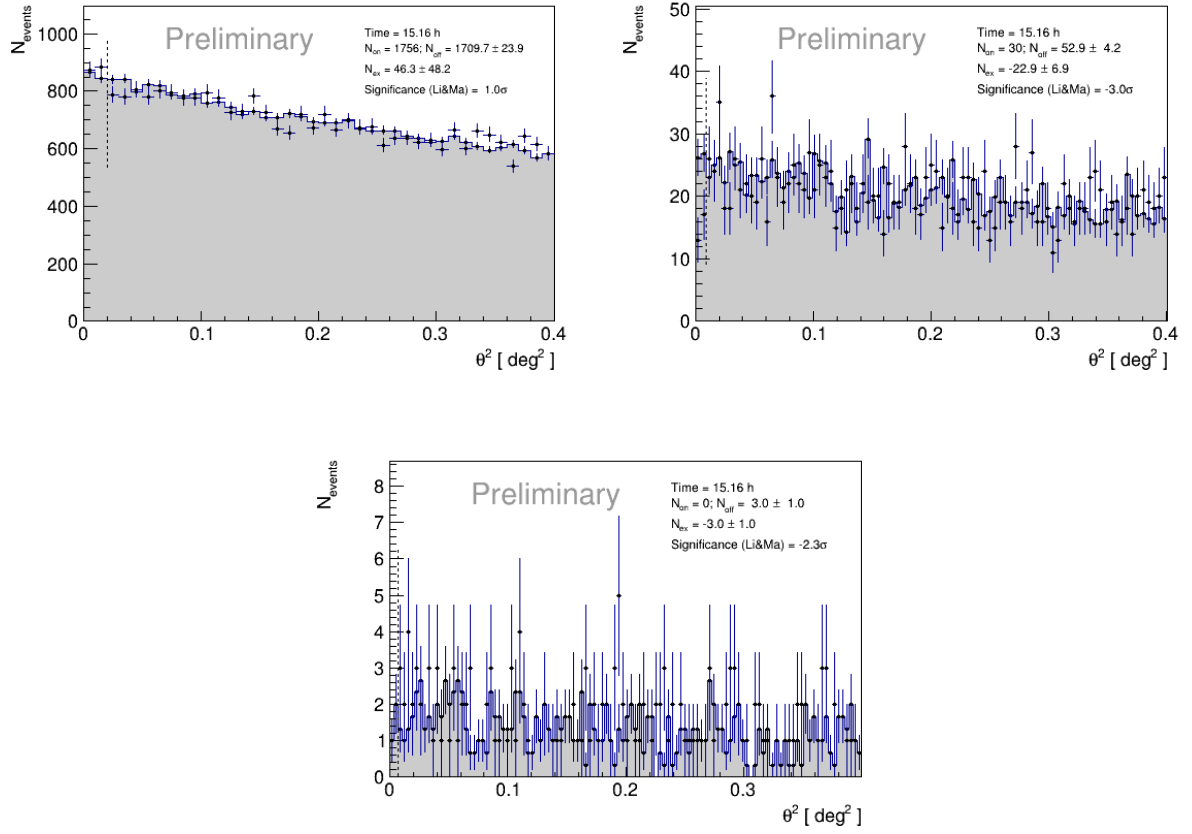 Preliminary
Time = 15.16 h
N_on = 1756; N_off = 1709.7 ± 23.9
N_ex = 46.3 ± 48.2
Significance (Li&Ma) = 1.0σ
N_events
1000
800
600
400
200
0
0 0.1 0.2 0.3 0.4
θ² [ deg² ]
Preliminary
Time = 15.16 h
N_on = 30; N_off = 52.9 ± 4.2
N_ex = -22.9 ± 6.9
Significance (Li&Ma) = -3.0σ
N_events
50
40
30
20
10
0
0 0.1 0.2 0.3 0.4
θ² [ deg² ]
Preliminary
Time = 15.16 h
N_on = 0; N_off = 3.0 ± 1.0
N_ex = -3.0 ± 1.0
Significance (Li&Ma) = -2.3σ
N_events
8
7
6
5
4
3
2
1
0
0 0.1 0.2 0.3
θ² [ deg² ]